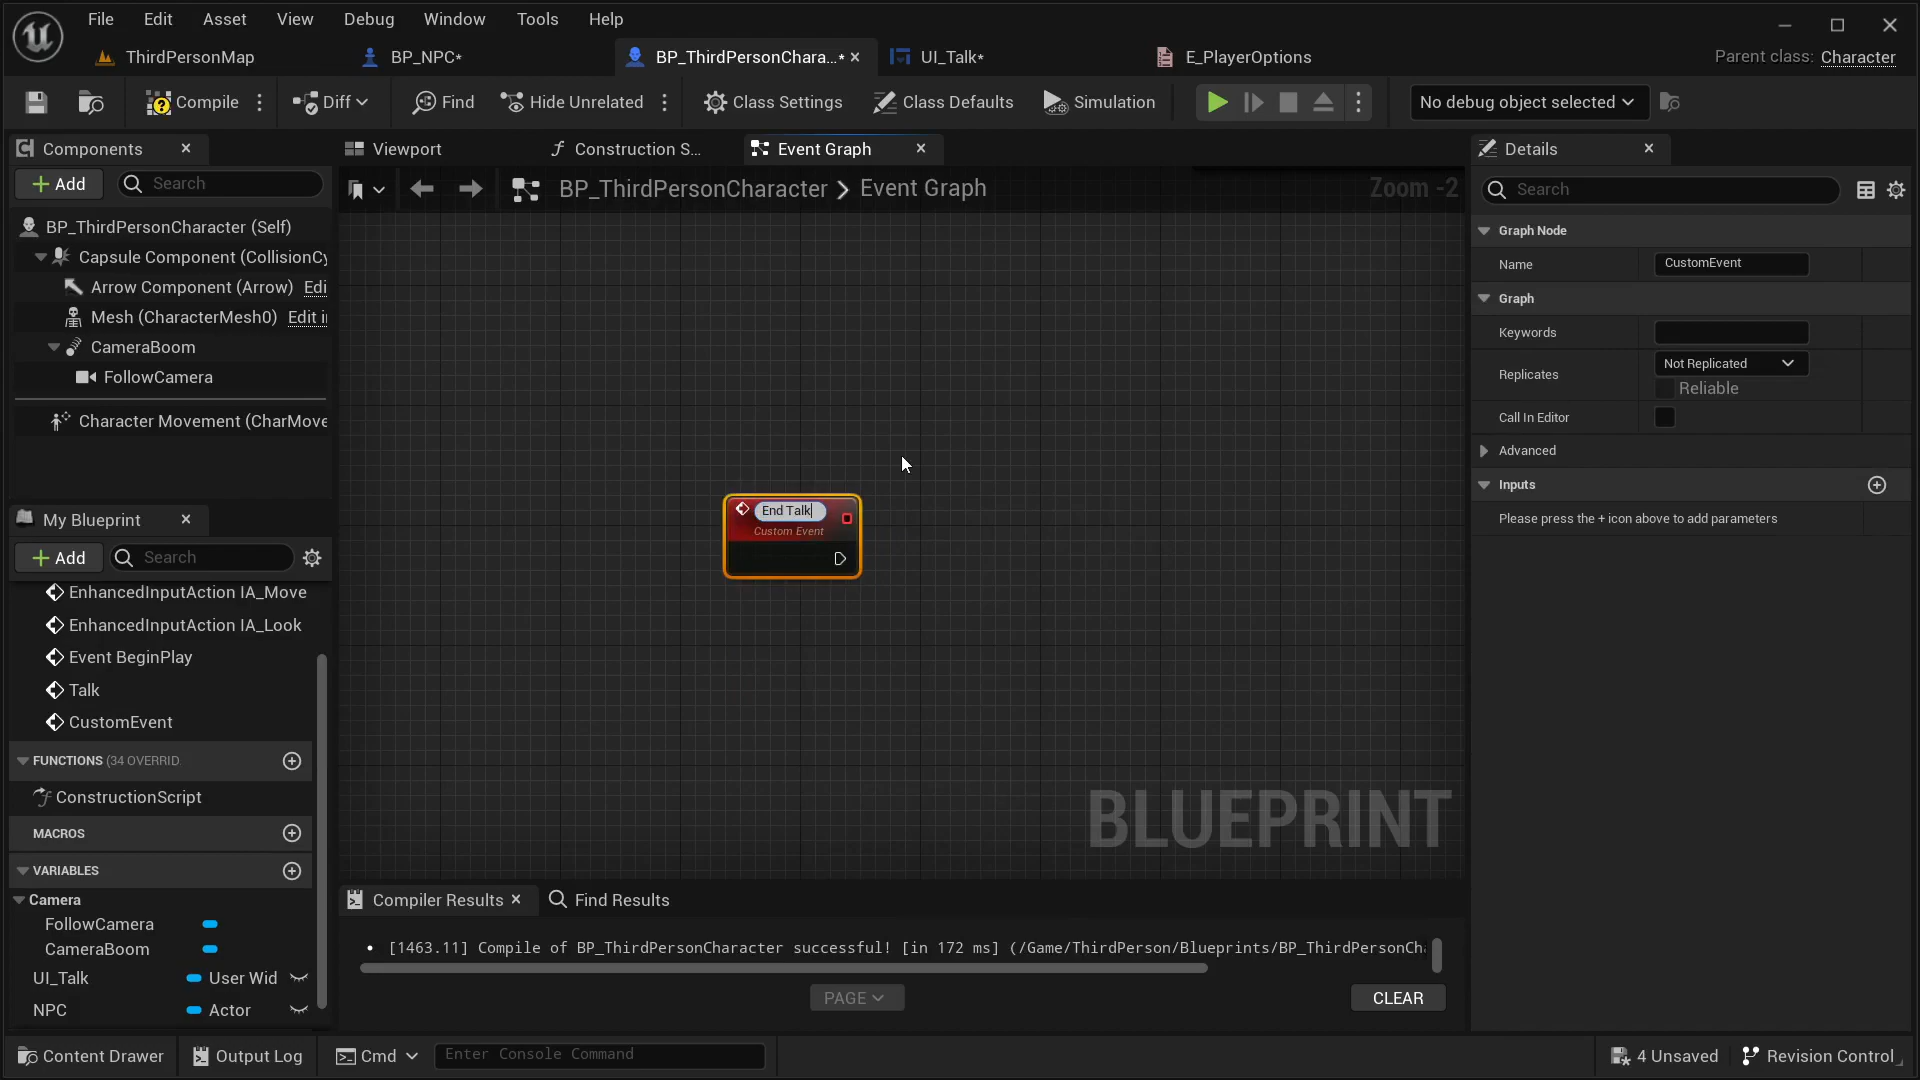 File Edit Asset View Debug Window Tools Help
ThirdPersonMap BP_NPC* BP_ThirdPersonChara...* UI_Talk* E_PlayerOptions Parent class: Character
Compile Diff Find Hide Unrelated Class Settings Class Defaults Simulation No debug object selected
Components Viewport Construction S... Event Graph Details
Add Search BP_ThirdPersonCharacter > Event Graph Zoom -2 Search
BP_ThirdPersonCharacter (Self)
Capsule Component (CollisionCy
Arrow Component (Arrow) Edi
Mesh (CharacterMesh0) Edit i
CameraBoom
FollowCamera
Character Movement (CharMove
Graph Node
Name CustomEvent
Graph
Keywords
Replicates Not Replicated
Reliable
Call In Editor
Advanced
Inputs
Please press the + icon above to add parameters
End Talk
Custom Event
BLUEPRINT
My Blueprint
Add Search
EnhancedInputAction IA_Move
EnhancedInputAction IA_Look
Event BeginPlay
Talk
CustomEvent
FUNCTIONS (34 OVERRID
ConstructionScript
MACROS
VARIABLES
Camera
FollowCamera
CameraBoom
UI_Talk User Wid
NPC Actor
Compiler Results Find Results
• [1463.11] Compile of BP_ThirdPersonCharacter successful! [in 172 ms] (/Game/ThirdPerson/Blueprints/BP_ThirdPersonCh
PAGE CLEAR
Content Drawer Output Log Cmd Enter Console Command 4 Unsaved Revision Control